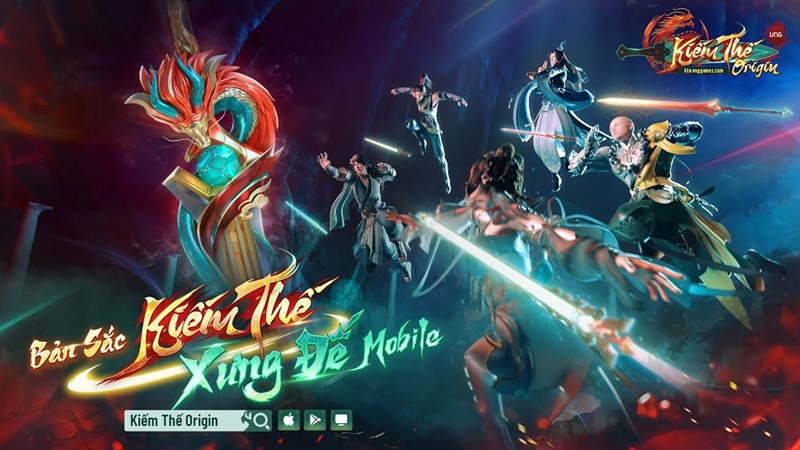 VNG
Kiếm Thế
Origin
kto.vnggames.com
Bản Sắc Kiếm Thế
Xưng Đế Mobile
Kiếm Thế Origin